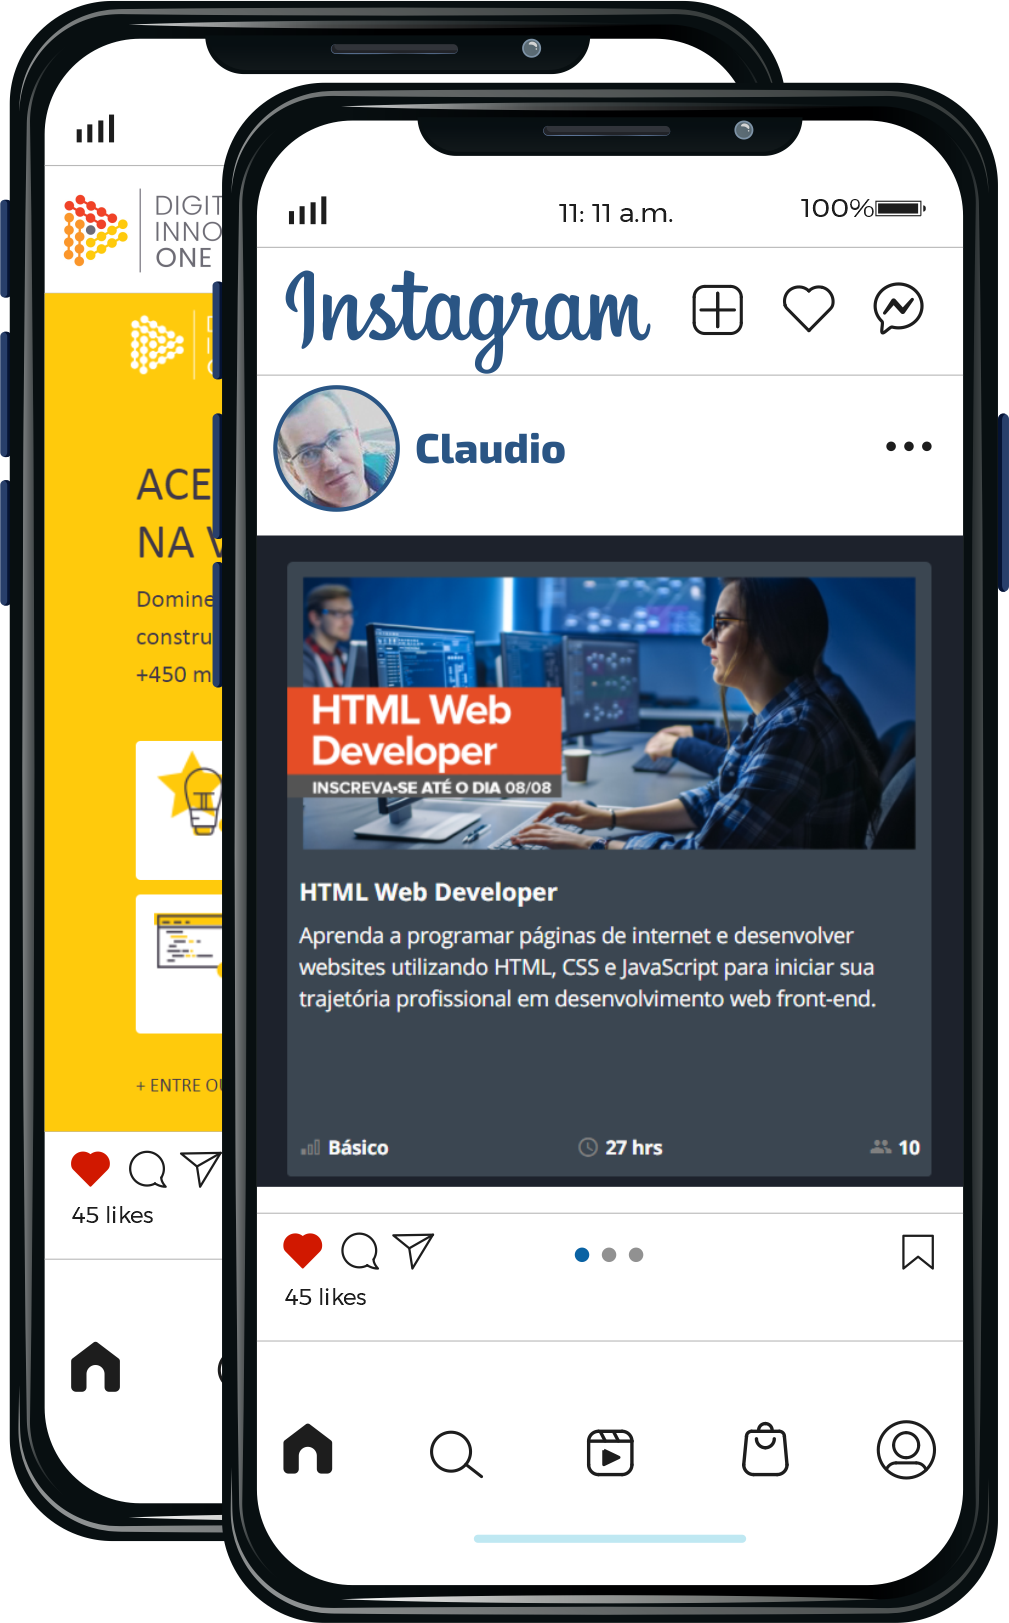 DIGIT
INNO
ONE
ACE
NA
Domine
constru
+450 m
+ ENTRE OU
45 likes
11: 11 a.m.
100%
Instagram
Claudio
HTML Web
Developer
INSCREVA-SE ATÉ O DIA 08/08
HTML Web Developer
Aprenda a programar páginas de internet e desenvolver
websites utilizando HTML, CSS e JavaScript para iniciar sua
trajetória profissional em desenvolvimento web front-end.
Básico
27 hrs
10
45 likes